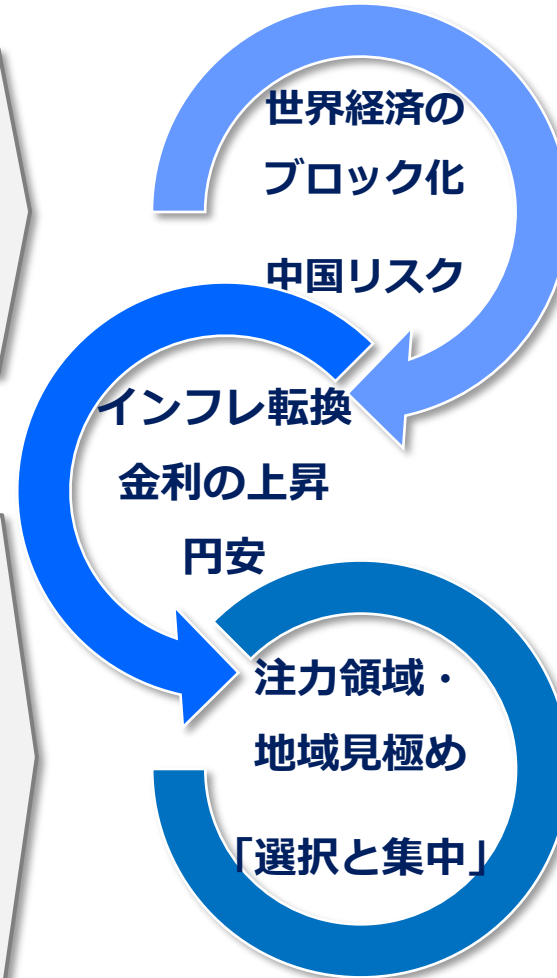 世界経済の
ブロック化
中国リスク
インフレ転換
金利の上昇
円安
注力領域・
地域見極め
「選択と集中」